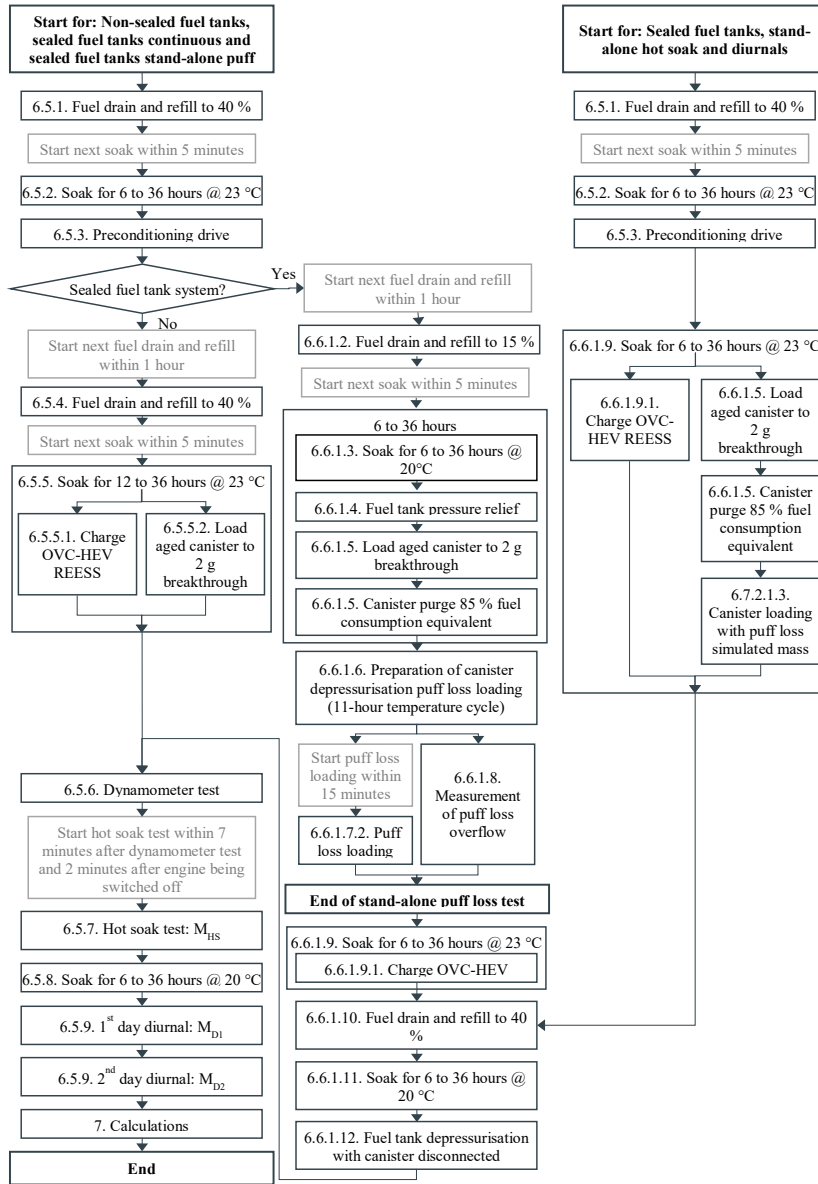 Start for: Non-sealed fuel tanks,
sealed fuel tanks continuous and
sealed fuel tanks stand-alone puff
6.5.1. Fuel drain and refill to 40 %
Start next soak within 5 minutes
6.5.2. Soak for 6 to 36 hours @ 23 °C
6.5.3. Preconditioning drive
Sealed fuel tank system?
Yes
No
Start next fuel drain and refill
within 1 hour
6.5.4. Fuel drain and refill to 40 %
Start next soak within 5 minutes
6.5.5. Soak for 12 to 36 hours @ 23 °C
6.5.5.1. Charge
OVC-HEV
REESS
6.5.5.2. Load
aged canister to
2 g
breakthrough
6.5.6. Dynamometer test
Start hot soak test within 7
minutes after dynamometer test
and 2 minutes after engine being
switched off
6.5.7. Hot soak test: MHS
6.5.8. Soak for 6 to 36 hours @ 20 °C
6.5.9. 1st day diurnal: MD1
6.5.9. 2nd day diurnal: MD2
7. Calculations
End
Start next fuel drain and refill
within 1 hour
6.6.1.2. Fuel drain and refill to 15 %
Start next soak within 5 minutes
6 to 36 hours
6.6.1.3. Soak for 6 to 36 hours @
20°C
6.6.1.4. Fuel tank pressure relief
6.6.1.5. Load aged canister to 2 g
breakthrough
6.6.1.5. Canister purge 85 % fuel
consumption equivalent
6.6.1.6. Preparation of canister
depressurisation puff loss loading
(11-hour temperature cycle)
Start puff loss
loading within
15 minutes
6.6.1.7.2. Puff
loss loading
6.6.1.8.
Measurement
of puff loss
overflow
End of stand-alone puff loss test
6.6.1.9. Soak for 6 to 36 hours @ 23 °C
6.6.1.9.1. Charge OVC-HEV
6.6.1.10. Fuel drain and refill to 40
%
6.6.1.11. Soak for 6 to 36 hours @
20 °C
6.6.1.12. Fuel tank depressurisation
with canister disconnected
Start for: Sealed fuel tanks, stand-
alone hot soak and diurnals
6.5.1. Fuel drain and refill to 40 %
Start next soak within 5 minutes
6.5.2. Soak for 6 to 36 hours @ 23 °C
6.5.3. Preconditioning drive
6.6.1.9. Soak for 6 to 36 hours @ 23 °C
6.6.1.9.1.
Charge OVC-
HEV REESS
6.6.1.5. Load
aged canister to
2 g
breakthrough
6.6.1.5. Canister
purge 85 % fuel
consumption
equivalent
6.7.2.1.3.
Canister loading
with puff loss
simulated mass